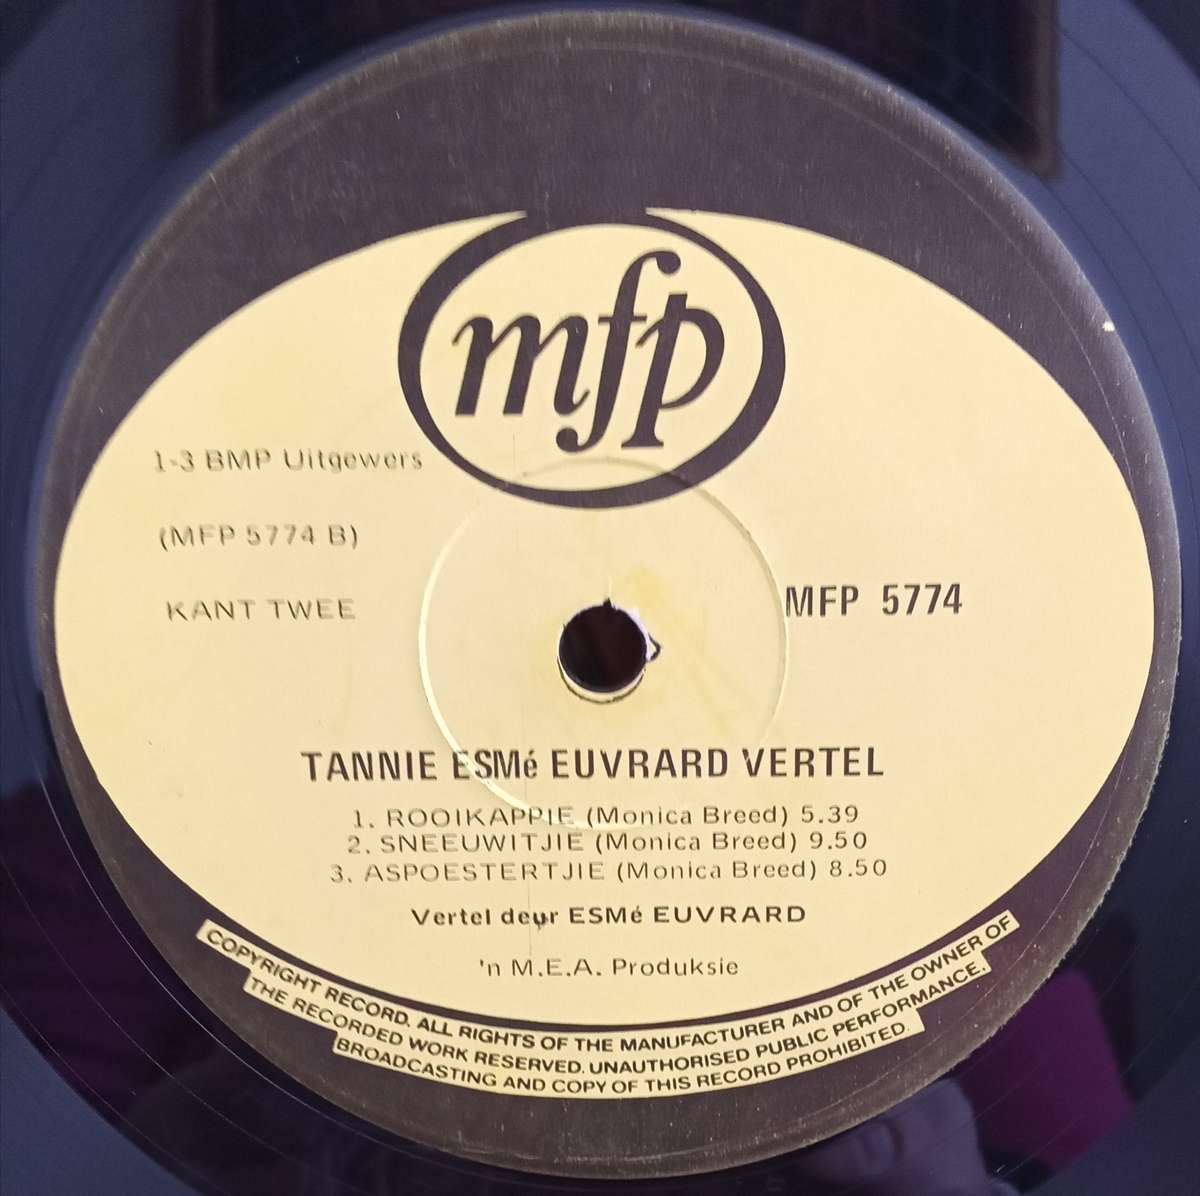 mfp
1-3 BMP Uitgewers
(MFP 5774 B)
KANT TWEE
MFP 5774
TANNIE ESMé EUVRARD VERTEL
1. ROOIKAPPIE (Monica Breed) 5.39
2. SNEEUWITJIE (Monica Breed) 9.50
3. ASPOESTERTJIE (Monica Breed) 8.50
Vertel deur ESMé EUVRARD
'n M.E.A. Produksie
COPYRIGHT RECORD. ALL RIGHTS OF THE MANUFACTURER AND OF THE OWNER OF
THE RECORDED WORK RESERVED. UNAUTHORISED PUBLIC PERFORMANCE.
BROADCASTING AND COPY OF THIS RECORD PROHIBITED.